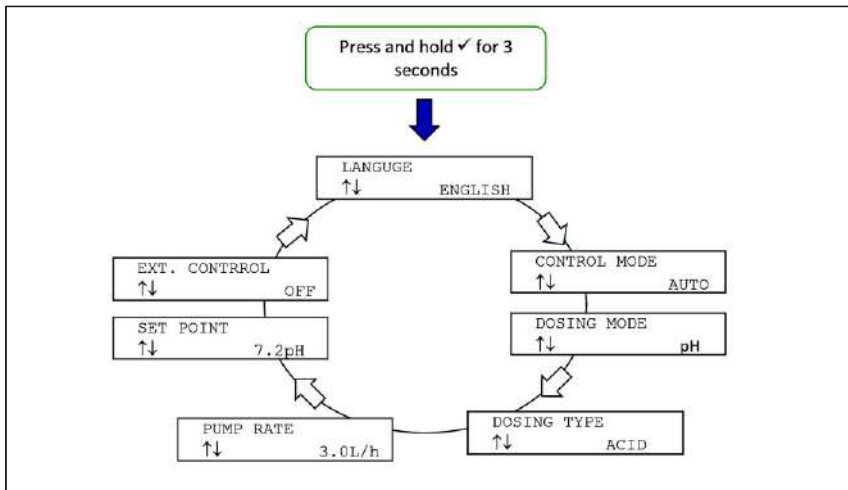 Press and hold ✓ for 3
seconds
LANGUGE
↑↓ ENGLISH
CONTROL MODE
↑↓ AUTO
DOSING MODE
↑↓ pH
DOSING TYPE
↑↓ ACID
PUMP RATE
↑↓ 3.0L/h
SET POINT
↑↓ 7.2pH
EXT. CONTRROL
↑↓ OFF